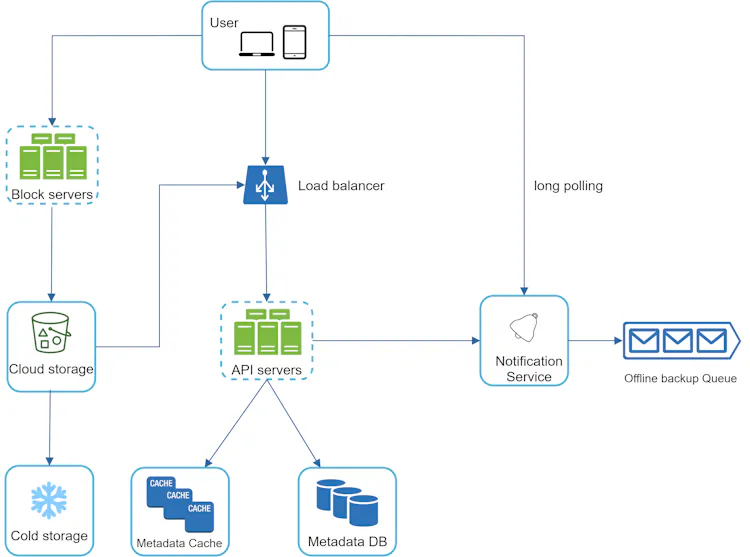 User
Block servers
Load balancer
long polling
Cloud storage
API servers
Notification
Service
Offline backup Queue
Cold storage
CACHE
CACHE
CACHE
Metadata Cache
Metadata DB